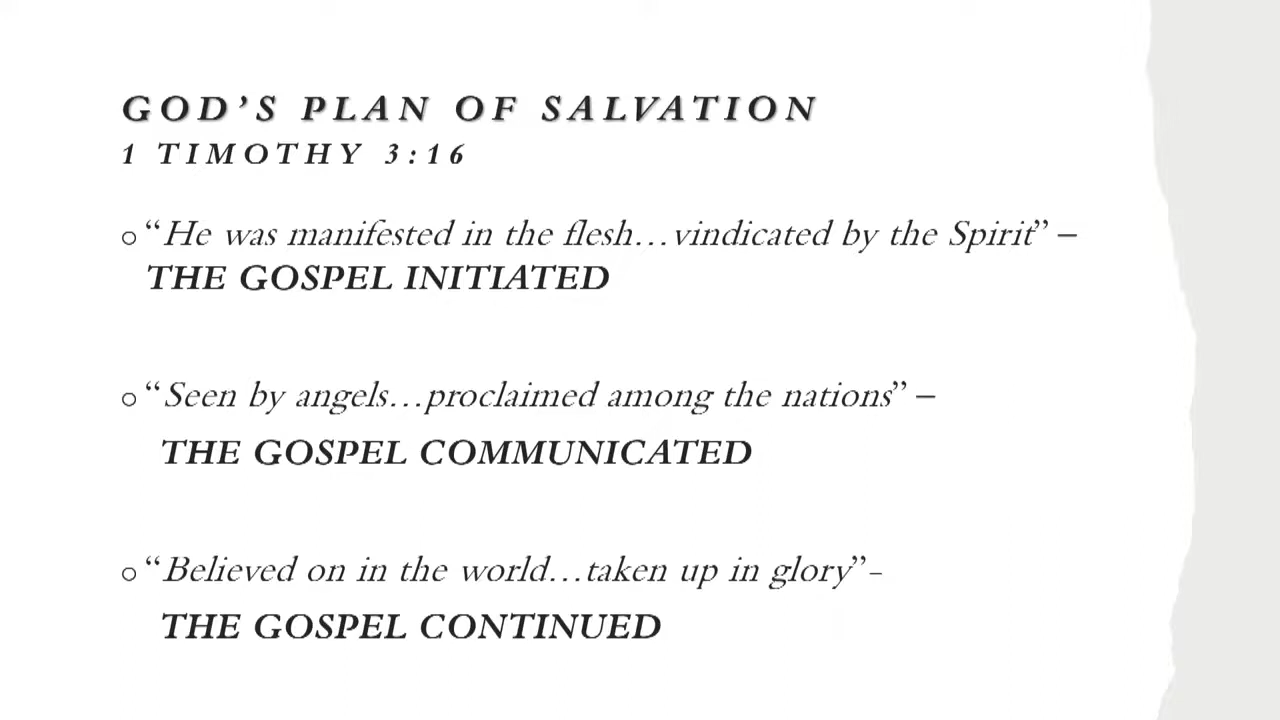 GOD’S PLAN OF SALVATION
1 TIMOTHY 3:16
○ “He was manifested in the flesh…vindicated by the Spirit” –
THE GOSPEL INITIATED
○ “Seen by angels…proclaimed among the nations” –
THE GOSPEL COMMUNICATED
○ “Believed on in the world…taken up in glory”-
THE GOSPEL CONTINUED